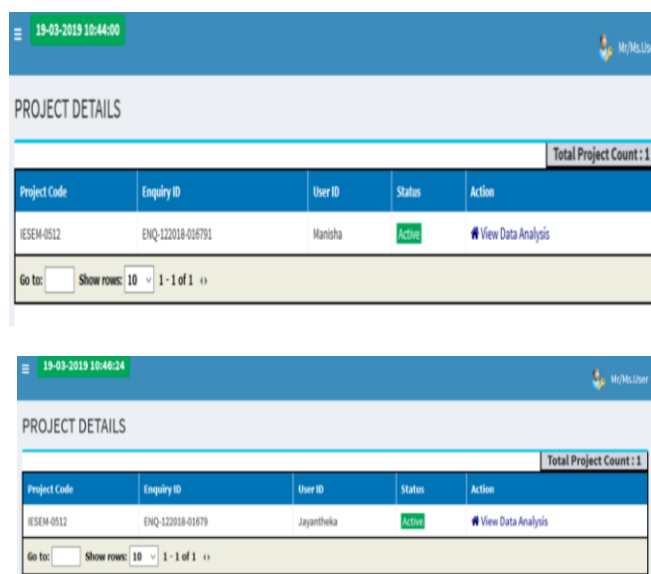 19-03-2019 10:44:00
Mr/Ms.Use
PROJECT DETAILS
Total Project Count : 1
Project Code Enquiry ID User ID Status Action
IESEM-0512 ENQ-122018-016791 Manisha Active View Data Analysis
Go to: Show rows: 10 1 - 1 of 1
19-03-2019 10:46:24
Mr/Ms.User
PROJECT DETAILS
Total Project Count : 1
Project Code Enquiry ID User ID Status Action
IESEM-0512 ENQ-122018-01679 Jayantheka Active View Data Analysis
Go to: Show rows: 10 1 - 1 of 1